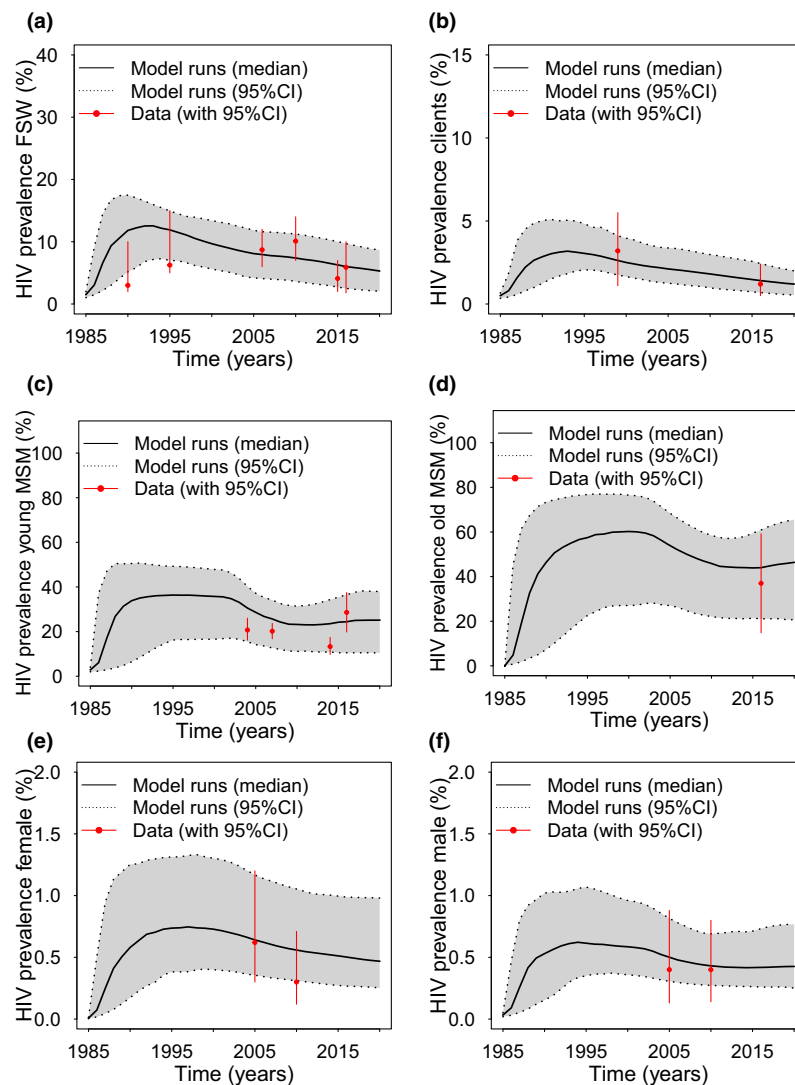 (a)
HIV prevalence FSW (%)
40
30
20
10
0
Model runs (median)
Model runs (95%CI)
Data (with 95%CI)
1985 1995 2005 2015
Time (years)
(b)
HIV prevalence clients (%)
15
10
5
0
Model runs (median)
Model runs (95%CI)
Data (with 95%CI)
1985 1995 2005 2015
Time (years)
(c)
HIV prevalence young MSM (%)
100
80
60
40
20
0
Model runs (median)
Model runs (95%CI)
Data (with 95%CI)
1985 1995 2005 2015
Time (years)
(d)
HIV prevalence old MSM (%)
100
80
60
40
20
0
Model runs (median)
Model runs (95%CI)
Data (with 95%CI)
1985 1995 2005 2015
Time (years)
(e)
HIV prevalence female (%)
2.0
1.5
1.0
0.5
0.0
Model runs (median)
Model runs (95%CI)
Data (with 95%CI)
1985 1995 2005 2015
Time (years)
(f)
HIV prevalence male (%)
2.0
1.5
1.0
0.5
0.0
Model runs (median)
Model runs (95%CI)
Data (with 95%CI)
1985 1995 2005 2015
Time (years)